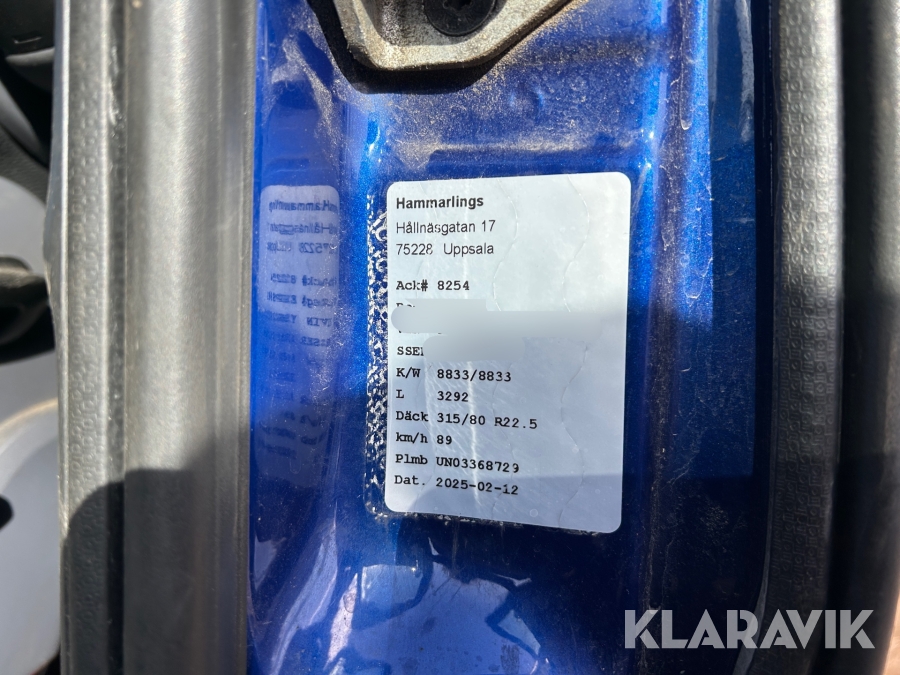 Hammarlings
Hållnäsgatan 17
75228 Uppsala
Ack# 8254
K/W 8833/8833
L 3292
Däck 315/80 R22.5
km/h 89
Plmb UN03368729
Dat. 2025-02-12
KLARAVIK